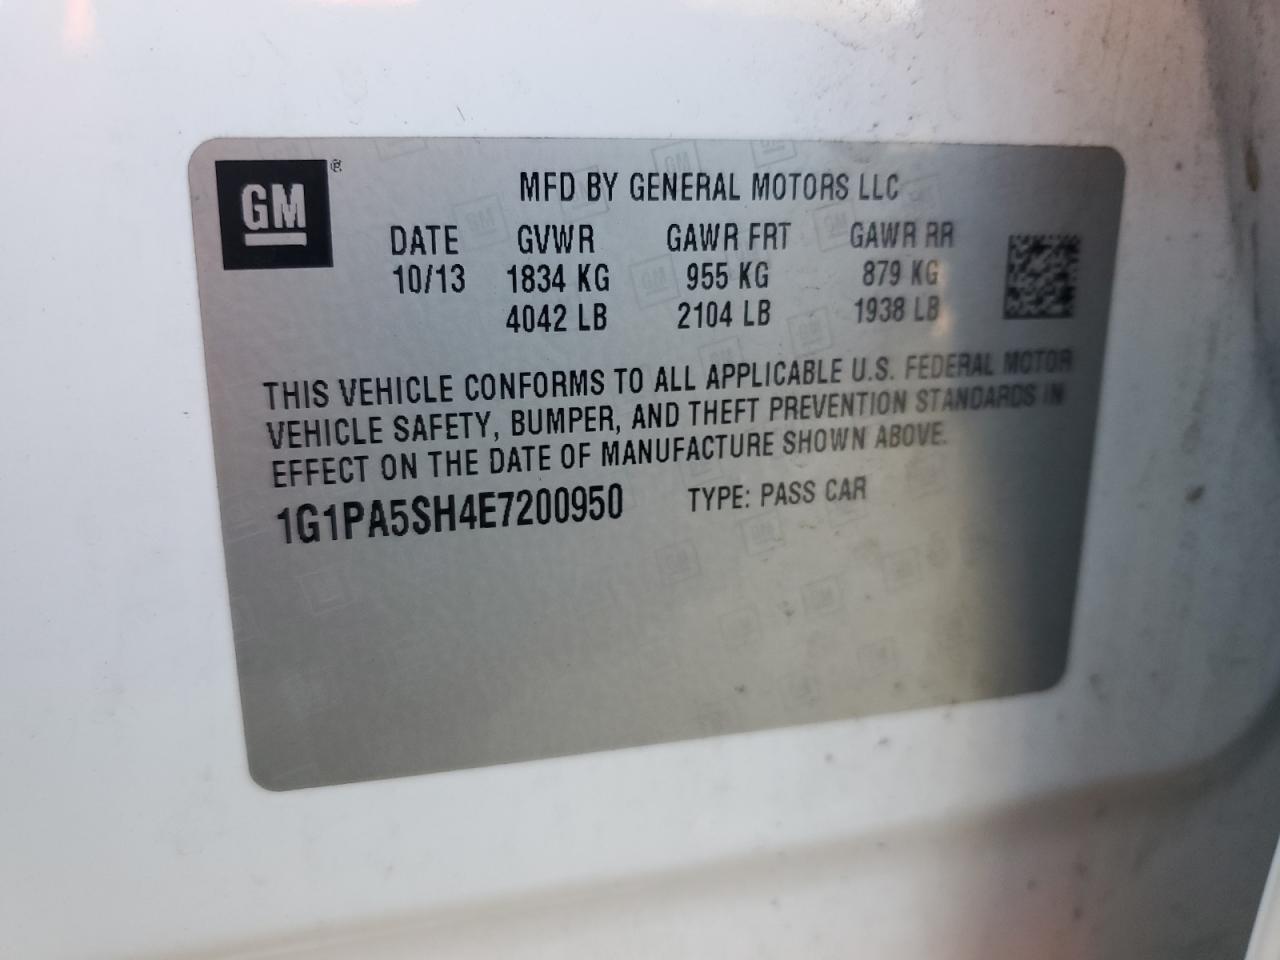 GM ®
MFD BY GENERAL MOTORS LLC
DATE GVWR GAWR FRT GAWR RR
10/13 1834 KG 955 KG 879 KG
4042 LB 2104 LB 1938 LB
THIS VEHICLE CONFORMS TO ALL APPLICABLE U.S. FEDERAL MOTOR
VEHICLE SAFETY, BUMPER, AND THEFT PREVENTION STANDARDS IN
EFFECT ON THE DATE OF MANUFACTURE SHOWN ABOVE.
1G1PA5SH4E7200950 TYPE: PASS CAR